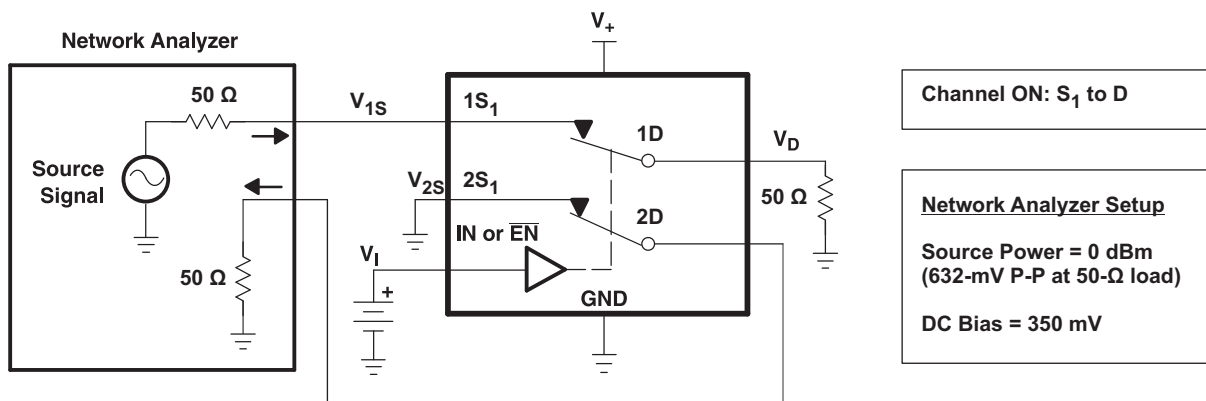 Network Analyzer
50 Ω
Source
Signal
50 Ω
V1S
V+
1S1
1D
VD
V2S
2S1
2D
50 Ω
IN or E̅N̅
VI
+
GND
Channel ON: S1 to D
Network Analyzer Setup
Source Power = 0 dBm
(632-mV P-P at 50-Ω load)
DC Bias = 350 mV